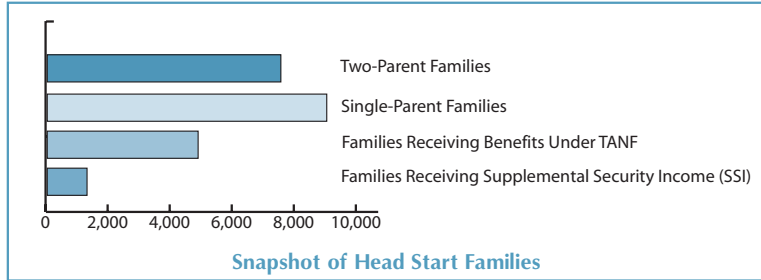 Two-Parent Families
Single-Parent Families
Families Receiving Benefits Under TANF
Families Receiving Supplemental Security Income (SSI)
0 2,000 4,000 6,000 8,000 10,000
Snapshot of Head Start Families